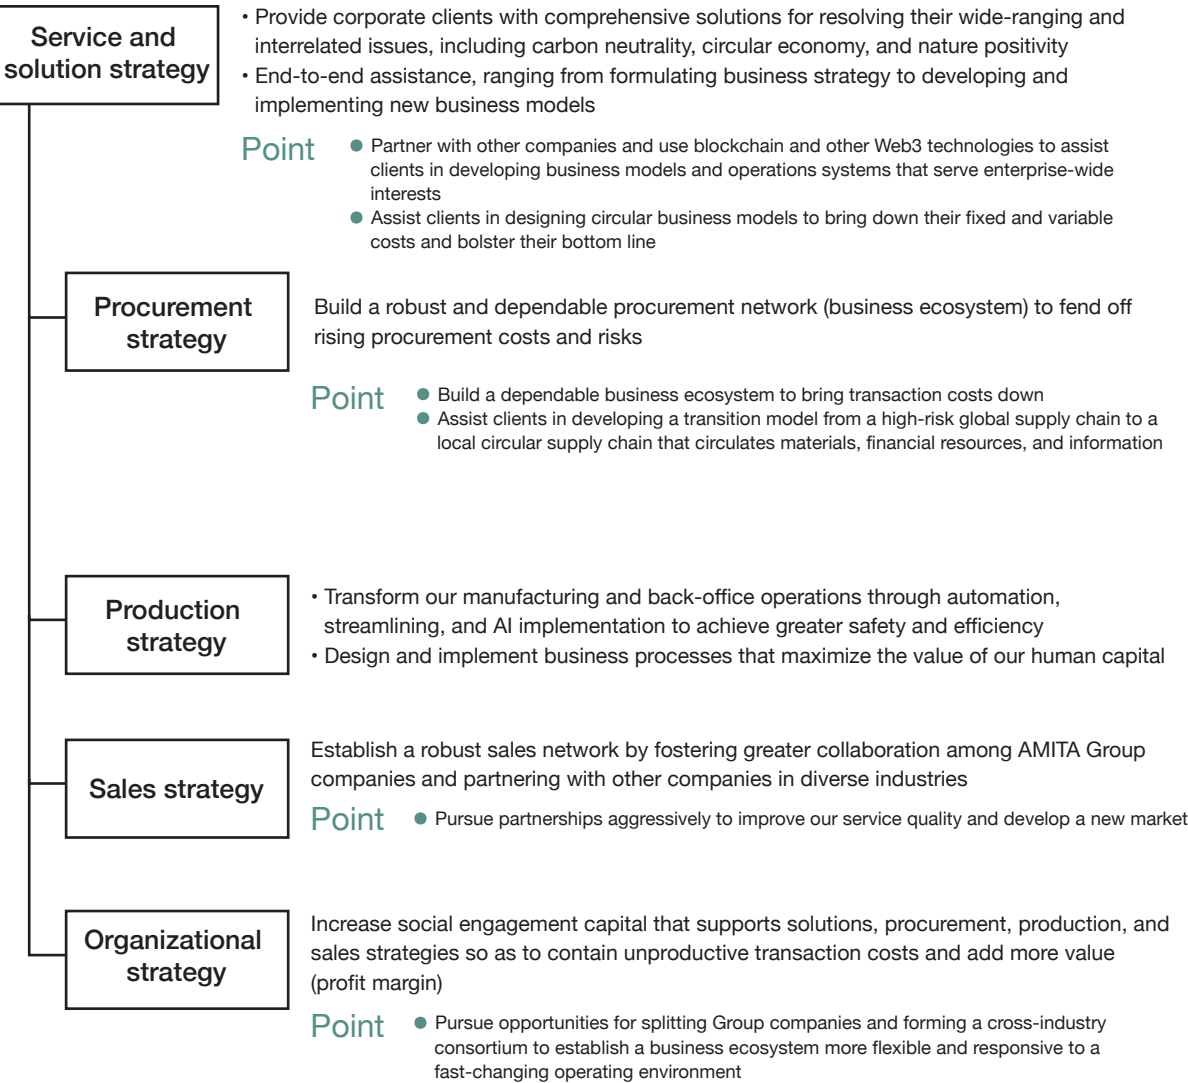 Service and
solution strategy
・Provide corporate clients with comprehensive solutions for resolving their wide-ranging and
interrelated issues, including carbon neutrality, circular economy, and nature positivity
・End-to-end assistance, ranging from formulating business strategy to developing and
implementing new business models
Point
● Partner with other companies and use blockchain and other Web3 technologies to assist
clients in developing business models and operations systems that serve enterprise-wide
interests
● Assist clients in designing circular business models to bring down their fixed and variable
costs and bolster their bottom line
Procurement
strategy
Build a robust and dependable procurement network (business ecosystem) to fend off
rising procurement costs and risks
Point
● Build a dependable business ecosystem to bring transaction costs down
● Assist clients in developing a transition model from a high-risk global supply chain to a
local circular supply chain that circulates materials, financial resources, and information
Production
strategy
・Transform our manufacturing and back-office operations through automation,
streamlining, and AI implementation to achieve greater safety and efficiency
・Design and implement business processes that maximize the value of our human capital
Sales strategy
Establish a robust sales network by fostering greater collaboration among AMITA Group
companies and partnering with other companies in diverse industries
Point
● Pursue partnerships aggressively to improve our service quality and develop a new market
Organizational
strategy
Increase social engagement capital that supports solutions, procurement, production, and
sales strategies so as to contain unproductive transaction costs and add more value
(profit margin)
Point
● Pursue opportunities for splitting Group companies and forming a cross-industry
consortium to establish a business ecosystem more flexible and responsive to a
fast-changing operating environment